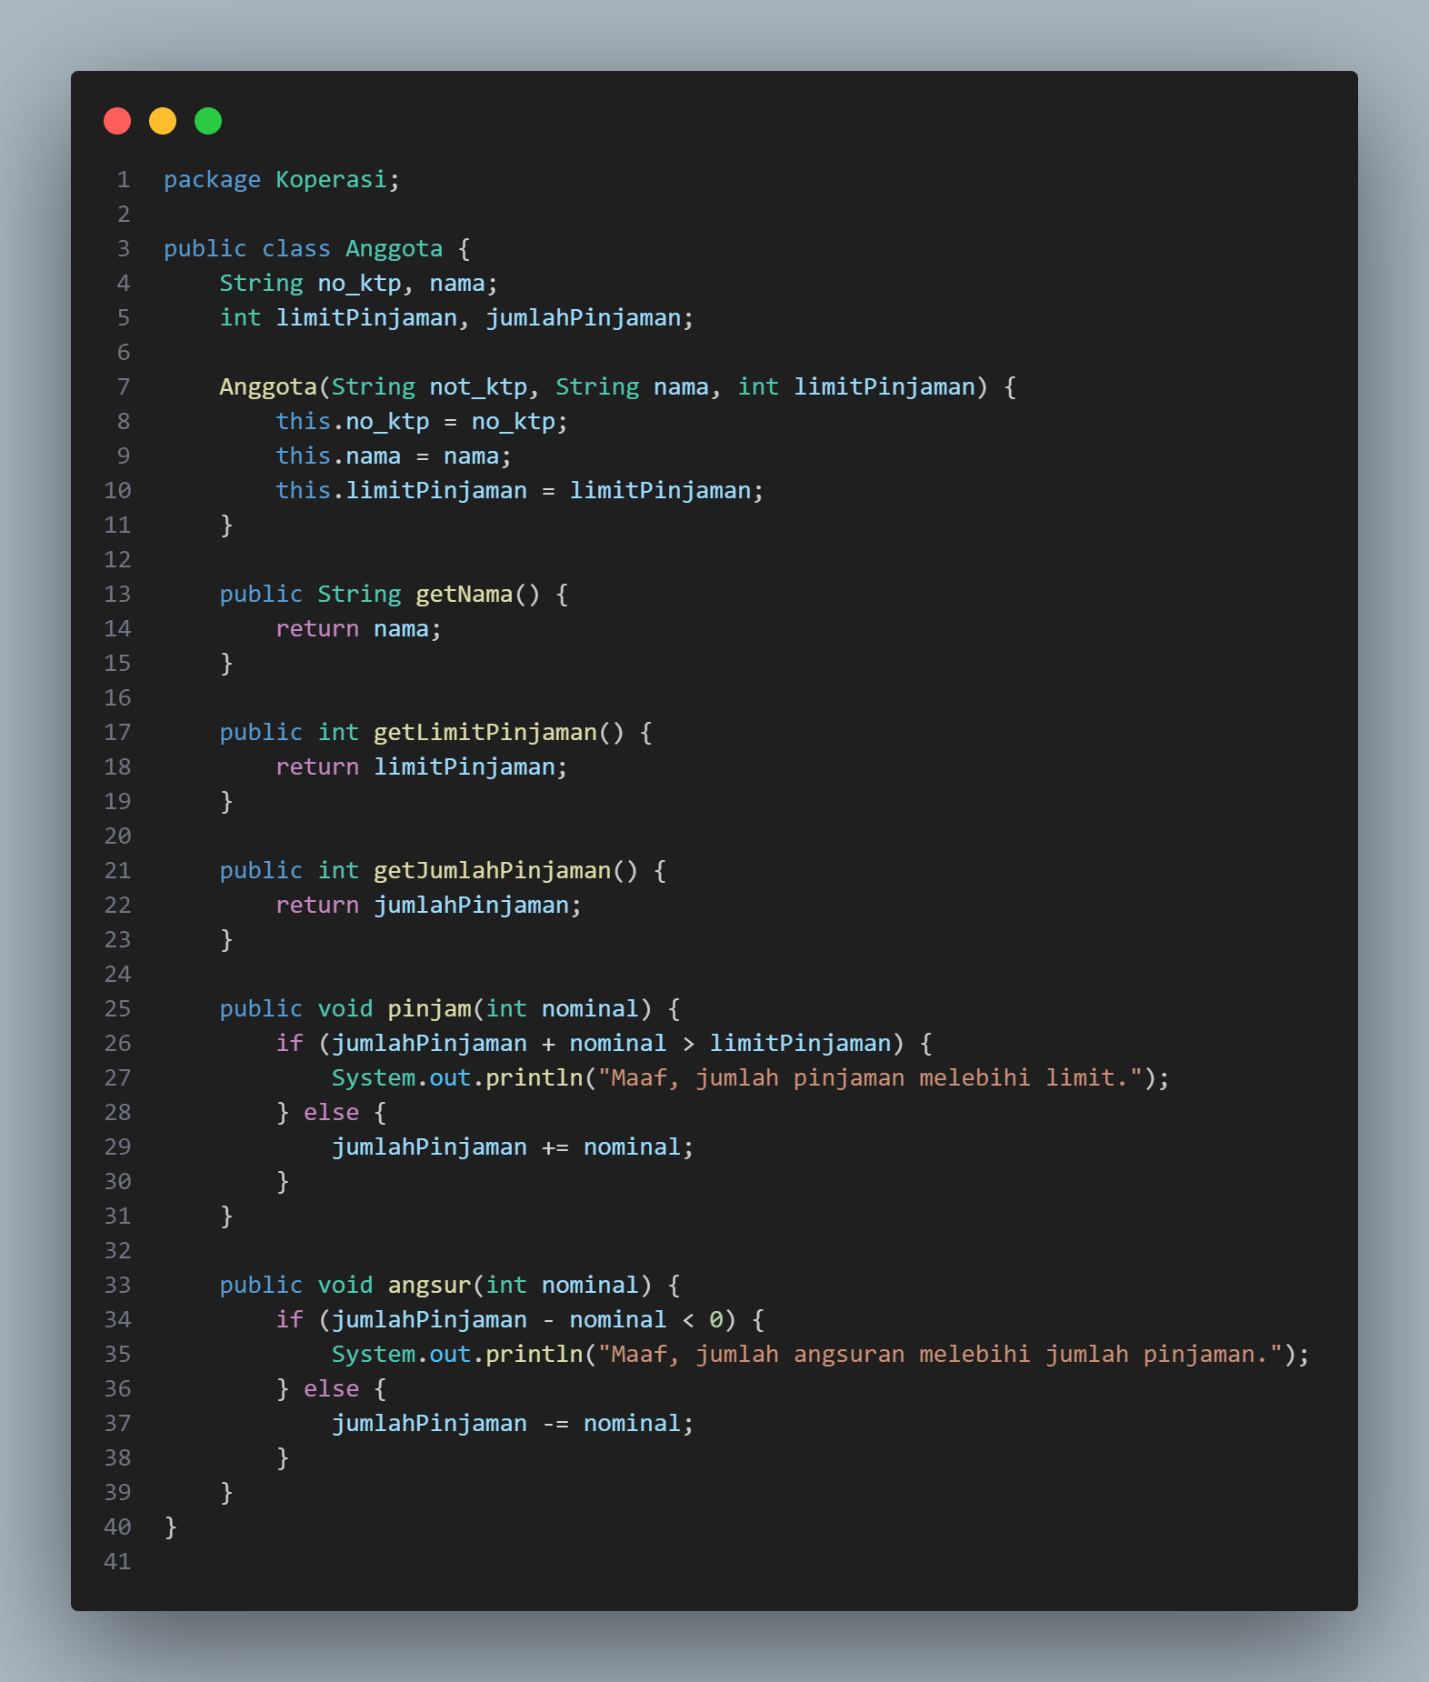 1 package Koperasi;
2
3 public class Anggota {
4     String no_ktp, nama;
5     int limitPinjaman, jumlahPinjaman;
6
7     Anggota(String not_ktp, String nama, int limitPinjaman) {
8         this.no_ktp = no_ktp;
9         this.nama = nama;
10         this.limitPinjaman = limitPinjaman;
11     }
12
13     public String getNama() {
14         return nama;
15     }
16
17     public int getLimitPinjaman() {
18         return limitPinjaman;
19     }
20
21     public int getJumlahPinjaman() {
22         return jumlahPinjaman;
23     }
24
25     public void pinjam(int nominal) {
26         if (jumlahPinjaman + nominal > limitPinjaman) {
27             System.out.println("Maaf, jumlah pinjaman melebihi limit.");
28         } else {
29             jumlahPinjaman += nominal;
30         }
31     }
32
33     public void angsur(int nominal) {
34         if (jumlahPinjaman - nominal < 0) {
35             System.out.println("Maaf, jumlah angsuran melebihi jumlah pinjaman.");
36         } else {
37             jumlahPinjaman -= nominal;
38         }
39     }
40 }
41